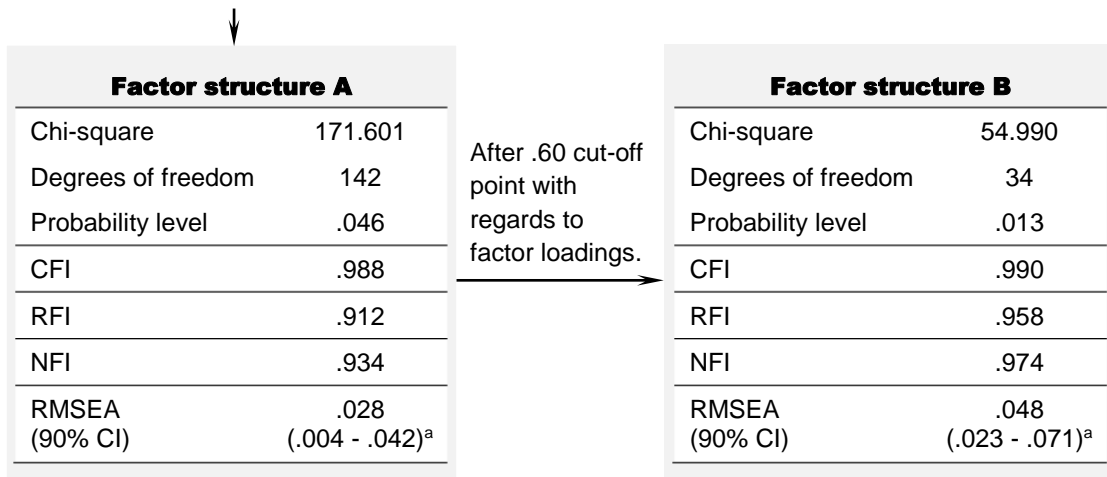 Factor structure A
Chi-square 171.601
Degrees of freedom 142
Probability level .046
CFI .988
RFI .912
NFI .934
RMSEA .028
(90% CI) (.004 - .042)ᵃ
After .60 cut-off
point with
regards to
factor loadings.
Factor structure B
Chi-square 54.990
Degrees of freedom 34
Probability level .013
CFI .990
RFI .958
NFI .974
RMSEA .048
(90% CI) (.023 - .071)ᵃ